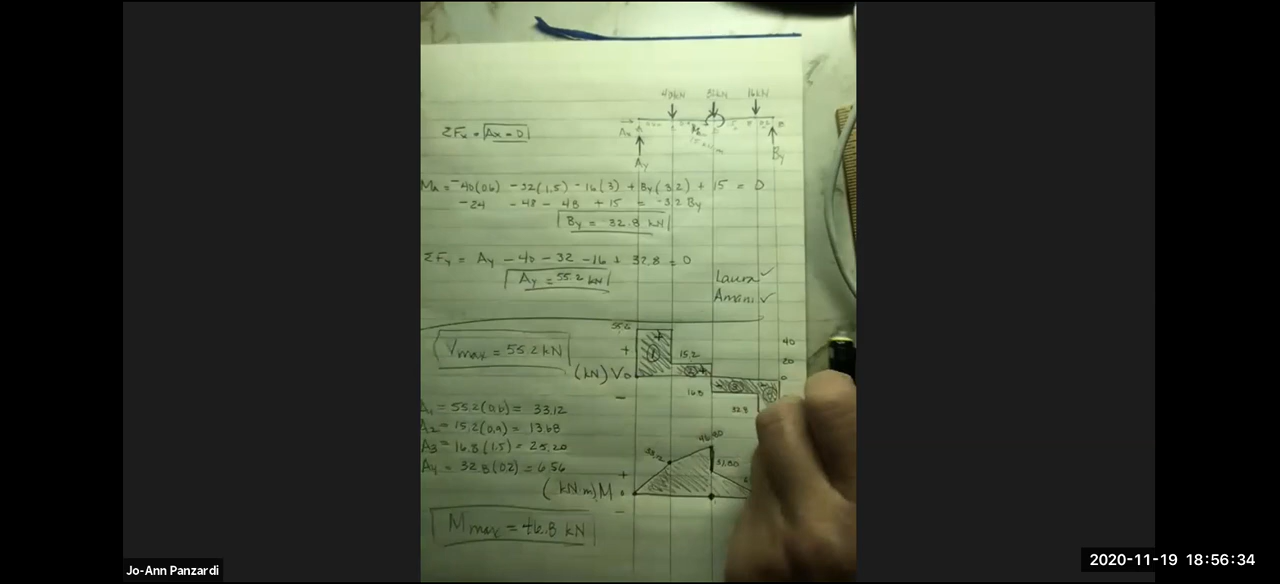 40kN 32kN 16kN
ΣFx = Ax = 0
Ax
Ay
By
MA = -40(0.6) -32(1.5) -16(3) + By(3.2) + 15 = 0
-24 -48 - 48 + 15 = -3.2 By
By = 32.8 kN
ΣFy = Ay - 40 - 32 - 16 + 32.8 = 0
Ay = 55.2 kN
Laura ✓
Amani ✓
55.2
Vmax = 55.2 kN
+
1
+
15.2
40
20
0
(kN) V 0
16.8
32.8
−
A1 = 55.2(0.6) = 33.12
A2 = 15.2(0.9) = 13.68
A3 = 16.8(1.5) = 25.20
A4 = 32.8(0.2) = 6.56
33.12
46.80
31.80
+
(kN.m) M 0
−
Mmax = 46.8 kN
Jo-Ann Panzardi
2020-11-19 18:56:34